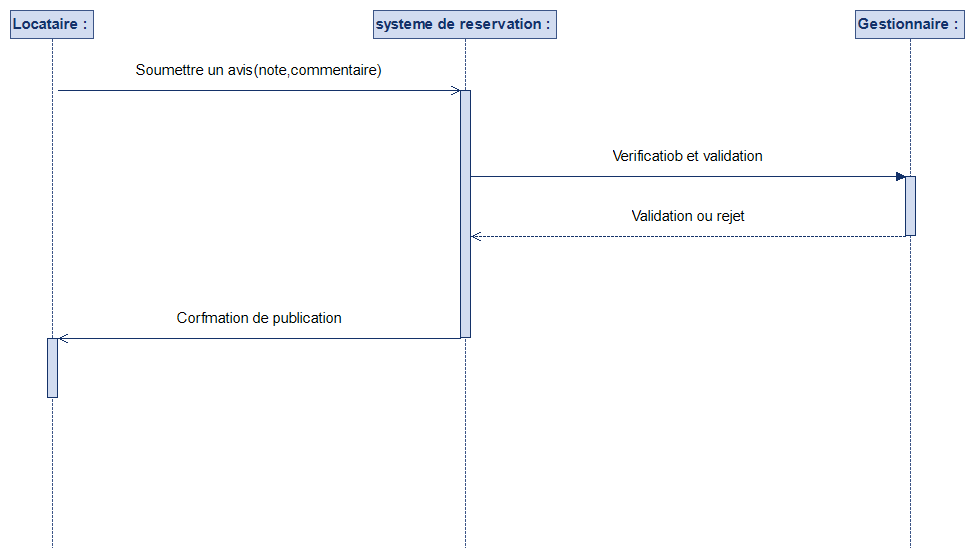 Locataire :
systeme de reservation :
Gestionnaire :
Soumettre un avis(note,commentaire)
Verificatiob et validation
Validation ou rejet
Corfmation de publication